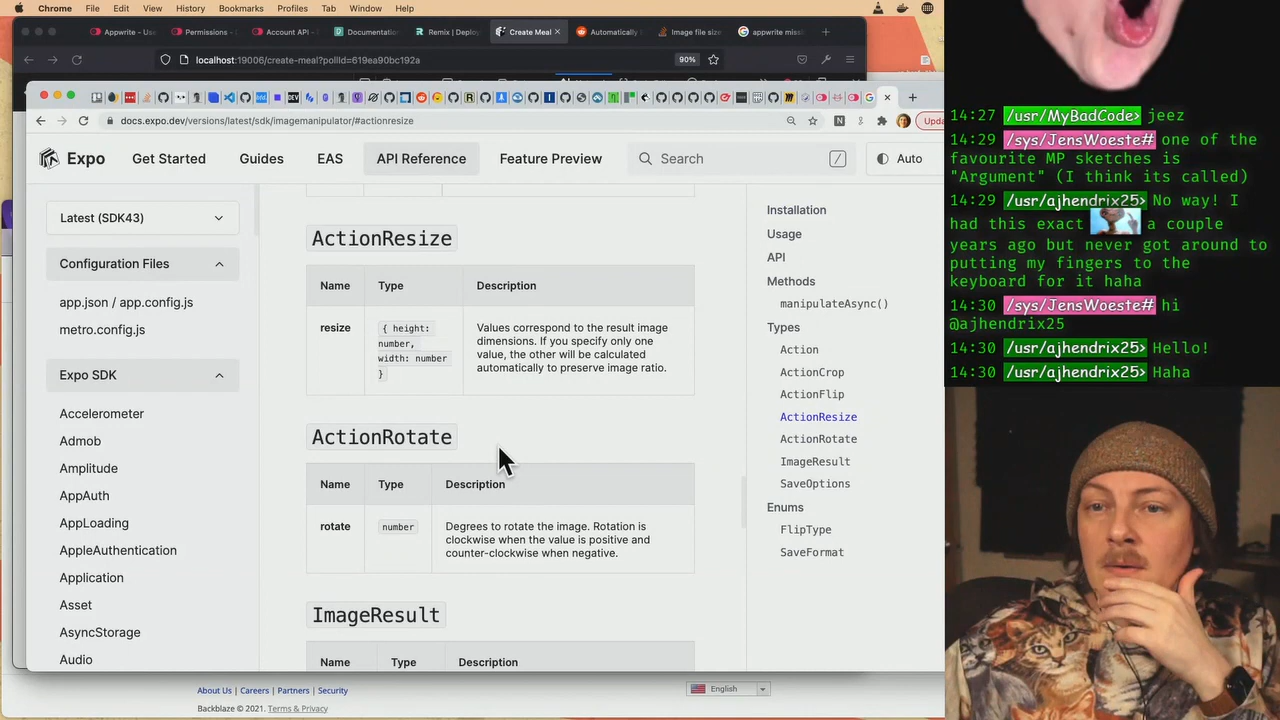 Chrome File Edit View History Bookmarks Profiles Tab Window Help
Appwrite - Use
Permissions
Account API -
Documentation
Remix | Deploy
Create Meal
Automatically
Image file size
appwrite miss
localhost:19006/create-meal?pollId=619ea90bc192a
90%
docs.expo.dev/versions/latest/sdk/imagemanipulator/#actionresize
Upda
Expo
Get Started
Guides
EAS
API Reference
Feature Preview
Search
/
Auto
Latest (SDK43)
Configuration Files
app.json / app.config.js
metro.config.js
Expo SDK
Accelerometer
Admob
Amplitude
AppAuth
AppLoading
AppleAuthentication
Application
Asset
AsyncStorage
Audio
ActionResize
Name Type Description
resize
{ height:
number,
width: number
}
Values correspond to the result image
dimensions. If you specify only one
value, the other will be calculated
automatically to preserve image ratio.
ActionRotate
Name Type Description
rotate
number
Degrees to rotate the image. Rotation is
clockwise when the value is positive and
counter-clockwise when negative.
ImageResult
Name Type Description
Installation
Usage
API
Methods
manipulateAsync()
Types
Action
ActionCrop
ActionFlip
ActionResize
ActionRotate
ImageResult
SaveOptions
Enums
FlipType
SaveFormat
About Us | Careers | Partners | Security
English
Backblaze © 2021. Terms & Privacy
14:27 /usr/MyBadCode> jeez
14:29 /sys/JensWoeste# one of the
favourite MP sketches is
"Argument" (I think its called)
14:29 /usr/ajhendrix25> No way! I
had this exact a couple
years ago but never got around to
putting my fingers to the
keyboard for it haha
14:30 /sys/JensWoeste# hi
@ajhendrix25
14:30 /usr/ajhendrix25> Hello!
14:30 /usr/ajhendrix25> Haha